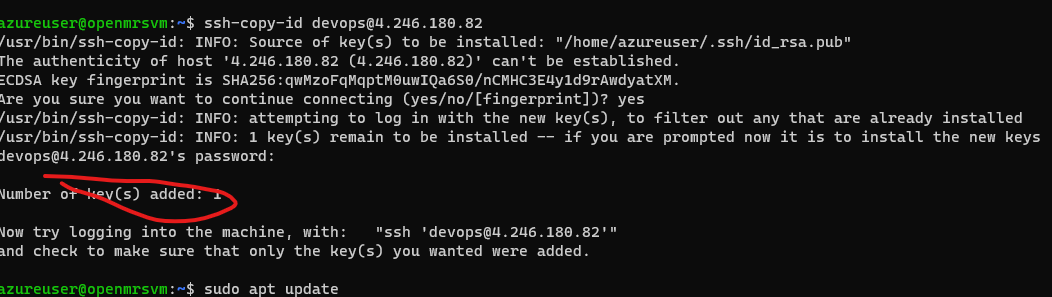 azureuser@openmrsvm:~$ ssh-copy-id devops@4.246.180.82
/usr/bin/ssh-copy-id: INFO: Source of key(s) to be installed: "/home/azureuser/.ssh/id_rsa.pub"
The authenticity of host '4.246.180.82 (4.246.180.82)' can't be established.
ECDSA key fingerprint is SHA256:qwMzoFqMqptM0uwIQa6S0/nCMHC3E4y1d9rAwdyatXM.
Are you sure you want to continue connecting (yes/no/[fingerprint])? yes
/usr/bin/ssh-copy-id: INFO: attempting to log in with the new key(s), to filter out any that are already installed
/usr/bin/ssh-copy-id: INFO: 1 key(s) remain to be installed -- if you are prompted now it is to install the new keys
devops@4.246.180.82's password:
Number of key(s) added: 1
Now try logging into the machine, with:   "ssh 'devops@4.246.180.82'"
and check to make sure that only the key(s) you wanted were added.
azureuser@openmrsvm:~$ sudo apt update